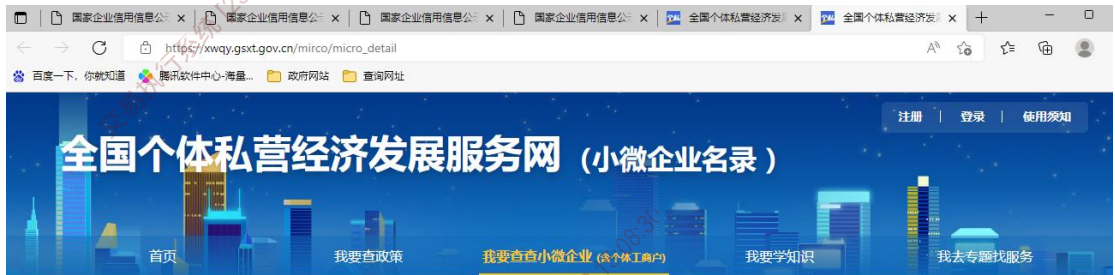 国家企业信用信息公示
国家企业信用信息公示
国家企业信用信息公示
国家企业信用信息公示
全国个体私营经济发展
全国个体私营经济发展
https://xwqy.gsxt.gov.cn/mirco/micro_detail
百度一下，你就知道
腾讯软件中心-海量...
政府网站
查询网址
注册 | 登录 | 使用须知
全国个体私营经济发展服务网（小微企业名录）
首页
我要查政策
我要查查小微企业 (含个体工商户)
我要学知识
我去专题找服务